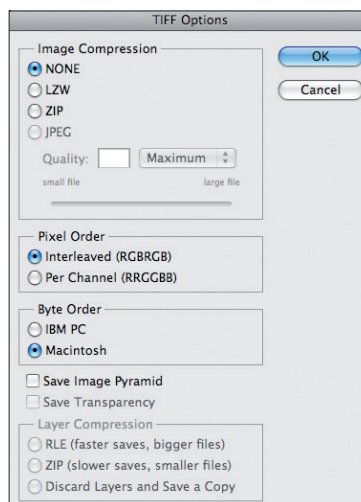 TIFF Options
Image Compression
NONE
LZW
ZIP
JPEG
Quality: Maximum
small file large file
OK
Cancel
Pixel Order
Interleaved (RGBRGB)
Per Channel (RRGGBB)
Byte Order
IBM PC
Macintosh
Save Image Pyramid
Save Transparency
Layer Compression
RLE (faster saves, bigger files)
ZIP (slower saves, smaller files)
Discard Layers and Save a Copy